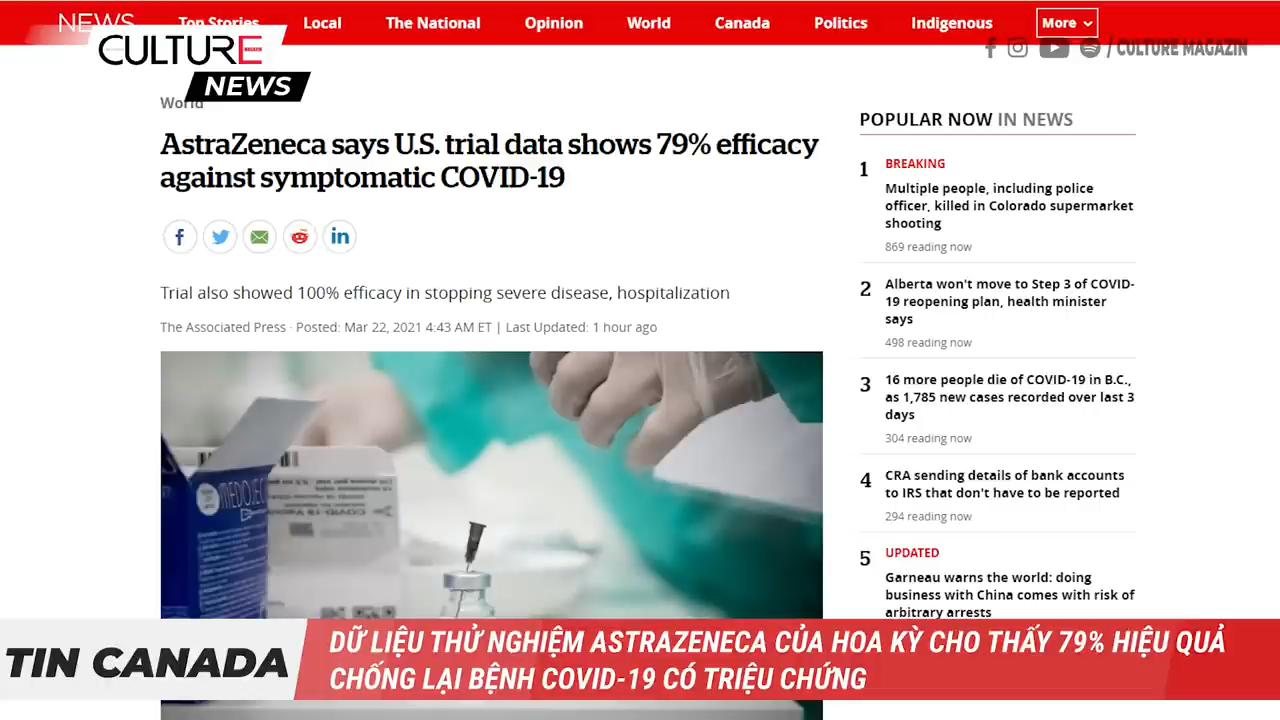 NEWS Top Stories Local The National Opinion World Canada Politics Indigenous More
CULTURE
NEWS
/ CULTURE MAGAZIN
World
AstraZeneca says U.S. trial data shows 79% efficacy
against symptomatic COVID-19
Trial also showed 100% efficacy in stopping severe disease, hospitalization
The Associated Press · Posted: Mar 22, 2021 4:43 AM ET | Last Updated: 1 hour ago
POPULAR NOW IN NEWS
1 BREAKING
Multiple people, including police
officer, killed in Colorado supermarket
shooting
869 reading now
2 Alberta won't move to Step 3 of COVID-
19 reopening plan, health minister
says
498 reading now
3 16 more people die of COVID-19 in B.C.,
as 1,785 new cases recorded over last 3
days
304 reading now
4 CRA sending details of bank accounts
to IRS that don't have to be reported
294 reading now
5 UPDATED
Garneau warns the world: doing
business with China comes with risk of
arbitrary arrests
TIN CANADA
DỮ LIỆU THỬ NGHIỆM ASTRAZENECA CỦA HOA KỲ CHO THẤY 79% HIỆU QUẢ
CHỐNG LẠI BỆNH COVID-19 CÓ TRIỆU CHỨNG